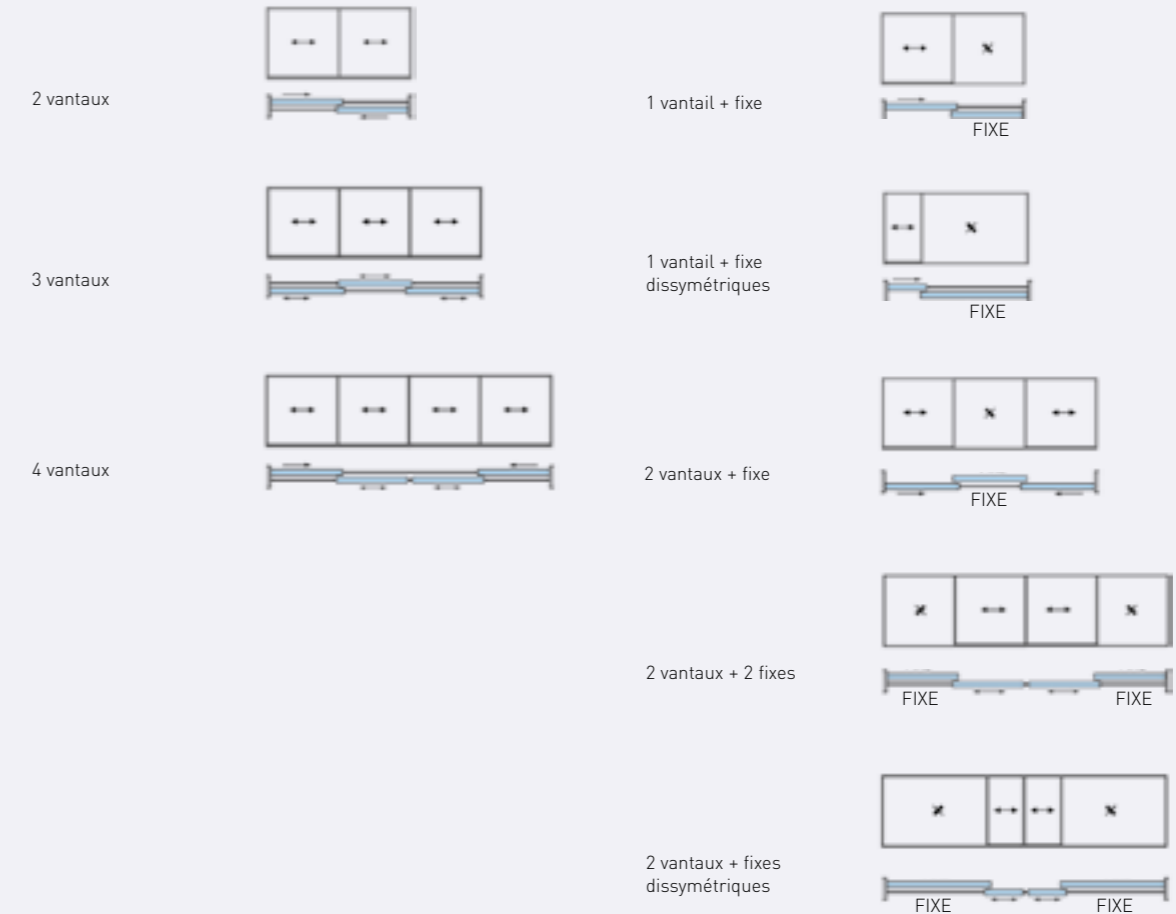 2 vantaux
3 vantaux
4 vantaux
1 vantail + fixe
FIXE
1 vantail + fixe
dissymétriques
FIXE
2 vantaux + fixe
FIXE
2 vantaux + 2 fixes
FIXE
FIXE
2 vantaux + fixes
dissymétriques
FIXE
FIXE